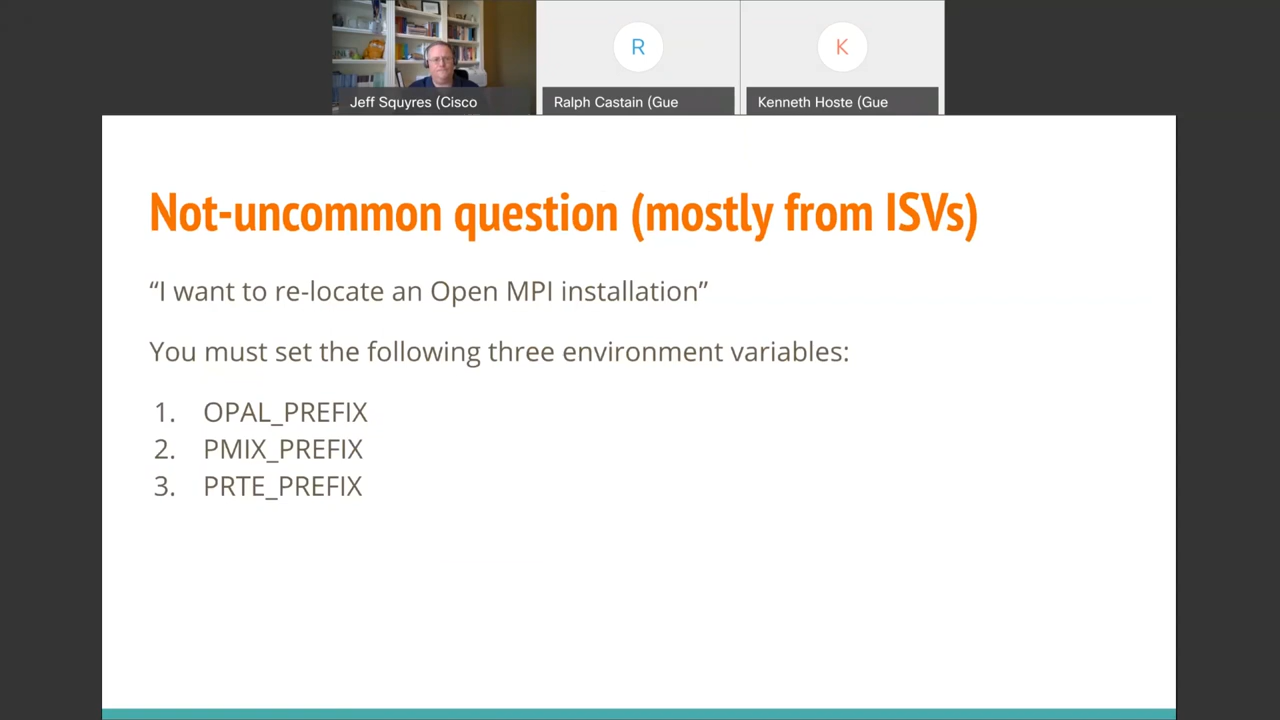 R
K
Jeff Squyres (Cisco
Ralph Castain (Gue
Kenneth Hoste (Gue
Not-uncommon question (mostly from ISVs)
“I want to re-locate an Open MPI installation”
You must set the following three environment variables:
1. OPAL_PREFIX
2. PMIX_PREFIX
3. PRTE_PREFIX